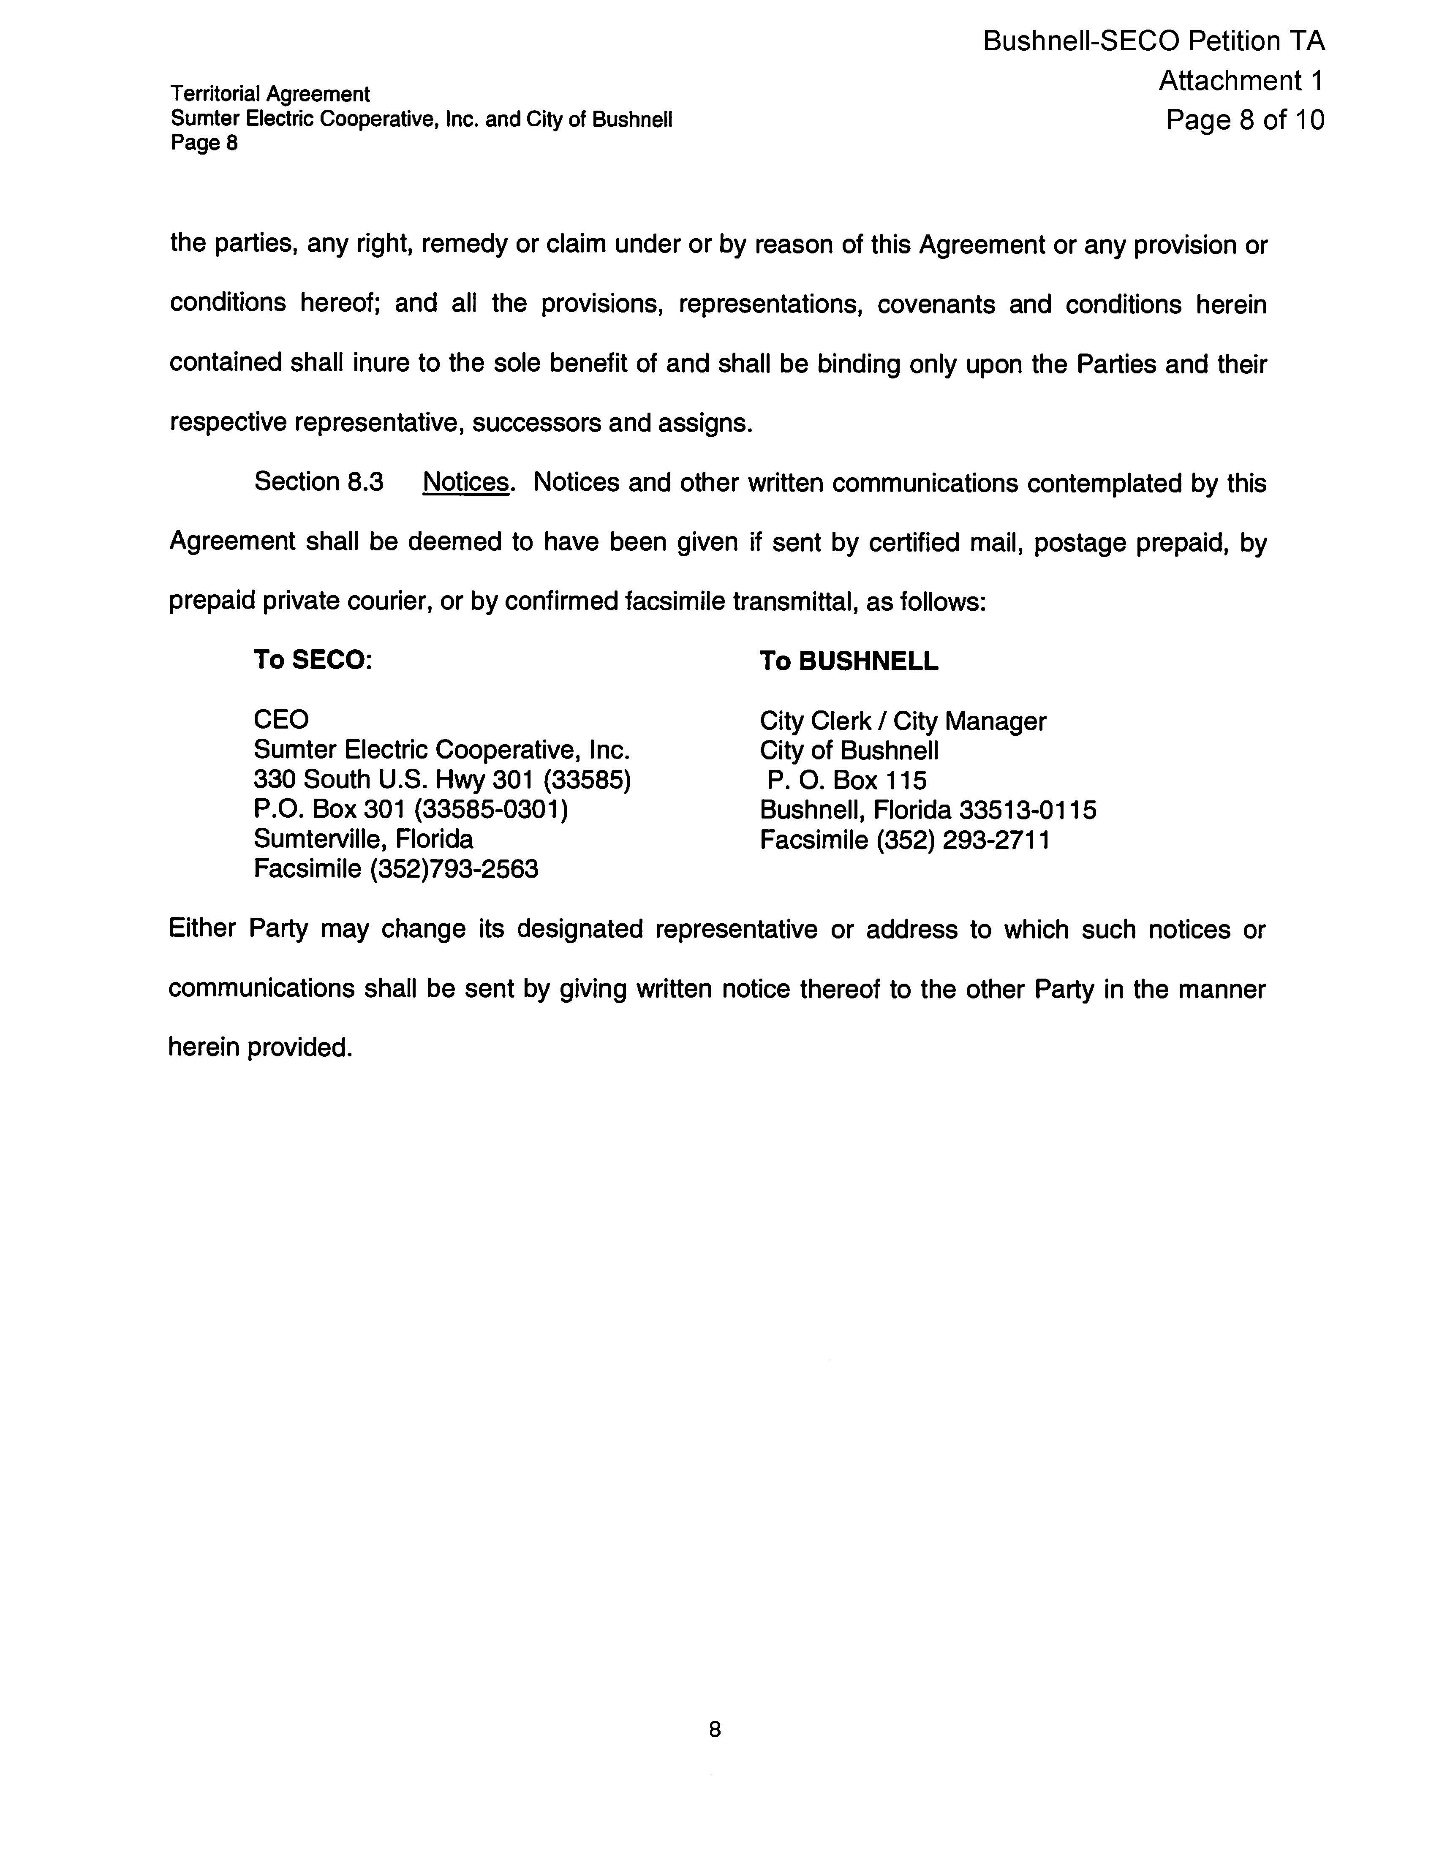 Bushnell-SECO Petition TA
Attachment 1
Page 8 of 10
Territorial Agreement
Sumter Electric Cooperative, Inc. and City of Bushnell
Page 8
the parties, any right, remedy or claim under or by reason of this Agreement or any provision or
conditions hereof; and all the provisions, representations, covenants and conditions herein
contained shall inure to the sole benefit of and shall be binding only upon the Parties and their
respective representative, successors and assigns.
Section 8.3 Notices. Notices and other written communications contemplated by this
Agreement shall be deemed to have been given if sent by certified mail, postage prepaid, by
prepaid private courier, or by confirmed facsimile transmittal, as follows:
To SECO:
CEO
Sumter Electric Cooperative, Inc.
330 South U.S. Hwy 301 (33585)
P.O. Box 301 (33585-0301)
Sumterville, Florida
Facsimile (352)793-2563
To BUSHNELL
City Clerk / City Manager
City of Bushnell
P. O. Box 115
Bushnell, Florida 33513-0115
Facsimile (352) 293-2711
Either Party may change its designated representative or address to which such notices or
communications shall be sent by giving written notice thereof to the other Party in the manner
herein provided.
8